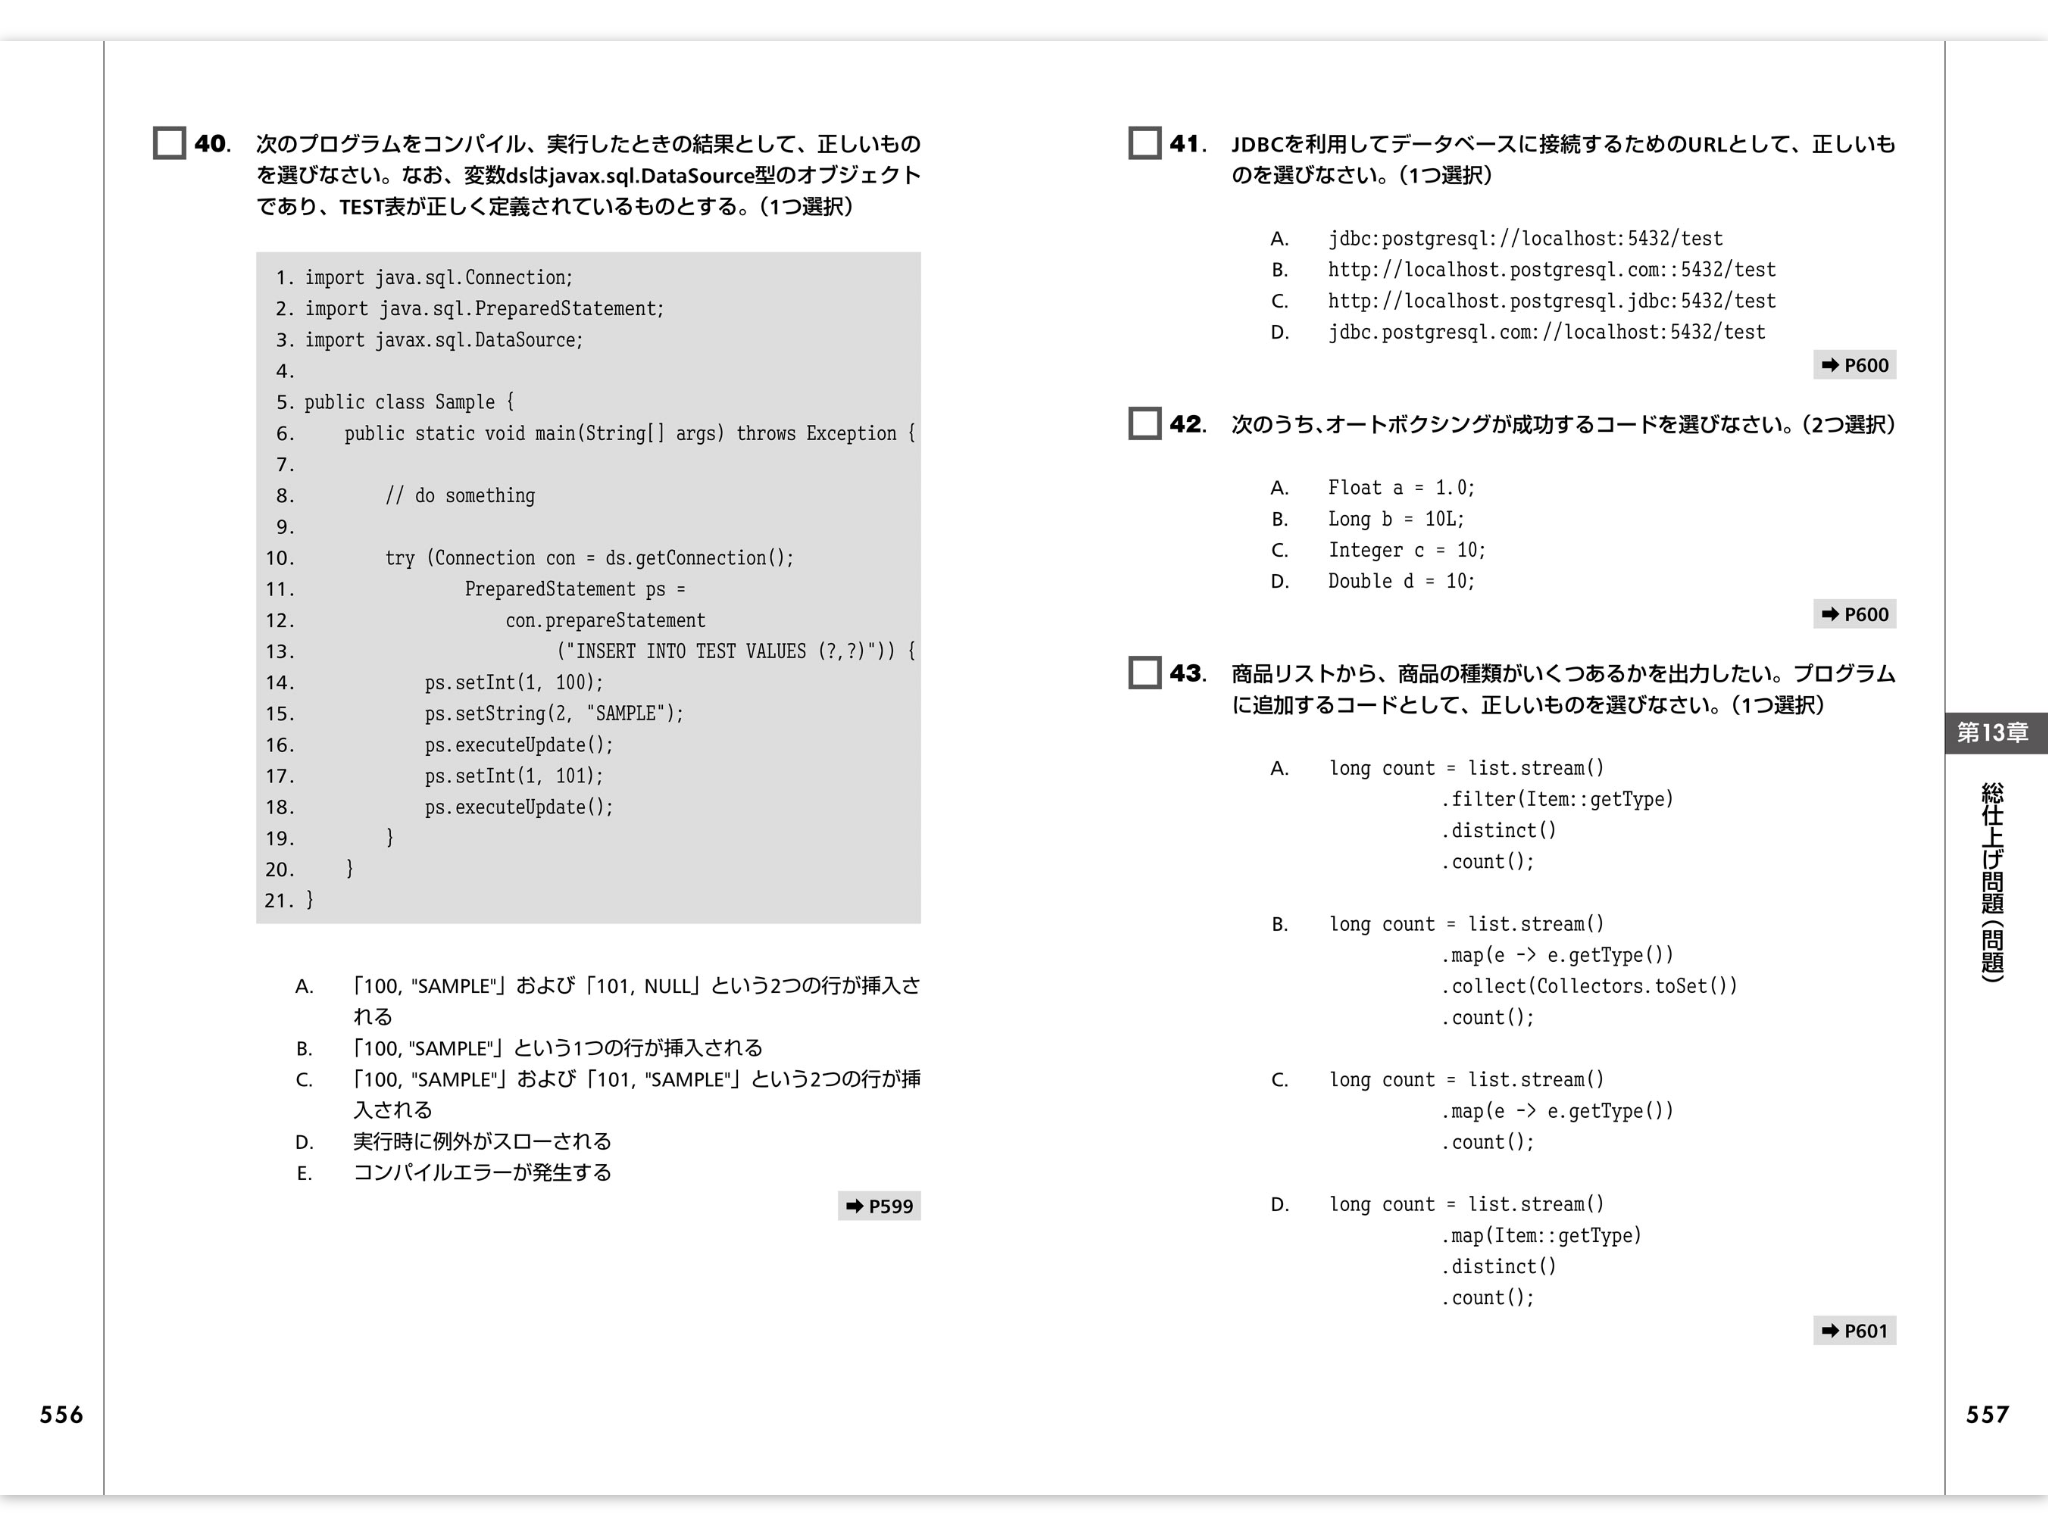 40. 次のプログラムをコンパイル、実行したときの結果として、正しいもの
を選びなさい。なお、変数dsはjavax.sql.DataSource型のオブジェクト
であり、TEST表が正しく定義されているものとする。（1つ選択）
1. import java.sql.Connection;
2. import java.sql.PreparedStatement;
3. import javax.sql.DataSource;
4.
5. public class Sample {
6.     public static void main(String[] args) throws Exception {
7.
8.         // do something
9.
10.         try (Connection con = ds.getConnection();
11.                 PreparedStatement ps =
12.                     con.prepareStatement
13.                          ("INSERT INTO TEST VALUES (?,?)")) {
14.             ps.setInt(1, 100);
15.             ps.setString(2, "SAMPLE");
16.             ps.executeUpdate();
17.             ps.setInt(1, 101);
18.             ps.executeUpdate();
19.         }
20.     }
21. }
A. 「100, "SAMPLE"」および「101, NULL」という2つの行が挿入さ
れる
B. 「100, "SAMPLE"」という1つの行が挿入される
C. 「100, "SAMPLE"」および「101, "SAMPLE"」という2つの行が挿
入される
D. 実行時に例外がスローされる
E. コンパイルエラーが発生する
➡ P599
556
41. JDBCを利用してデータベースに接続するためのURLとして、正しいも
のを選びなさい。（1つ選択）
A. jdbc:postgresql://localhost:5432/test
B. http://localhost.postgresql.com::5432/test
C. http://localhost.postgresql.jdbc:5432/test
D. jdbc.postgresql.com://localhost:5432/test
➡ P600
42. 次のうち、オートボクシングが成功するコードを選びなさい。（2つ選択）
A. Float a = 1.0;
B. Long b = 10L;
C. Integer c = 10;
D. Double d = 10;
➡ P600
43. 商品リストから、商品の種類がいくつあるかを出力したい。プログラム
に追加するコードとして、正しいものを選びなさい。（1つ選択）
A. long count = list.stream()
.filter(Item::getType)
.distinct()
.count();
B. long count = list.stream()
.map(e -> e.getType())
.collect(Collectors.toSet())
.count();
C. long count = list.stream()
.map(e -> e.getType())
.count();
D. long count = list.stream()
.map(Item::getType)
.distinct()
.count();
➡ P601
第13章
総仕上げ問題（問題）
557